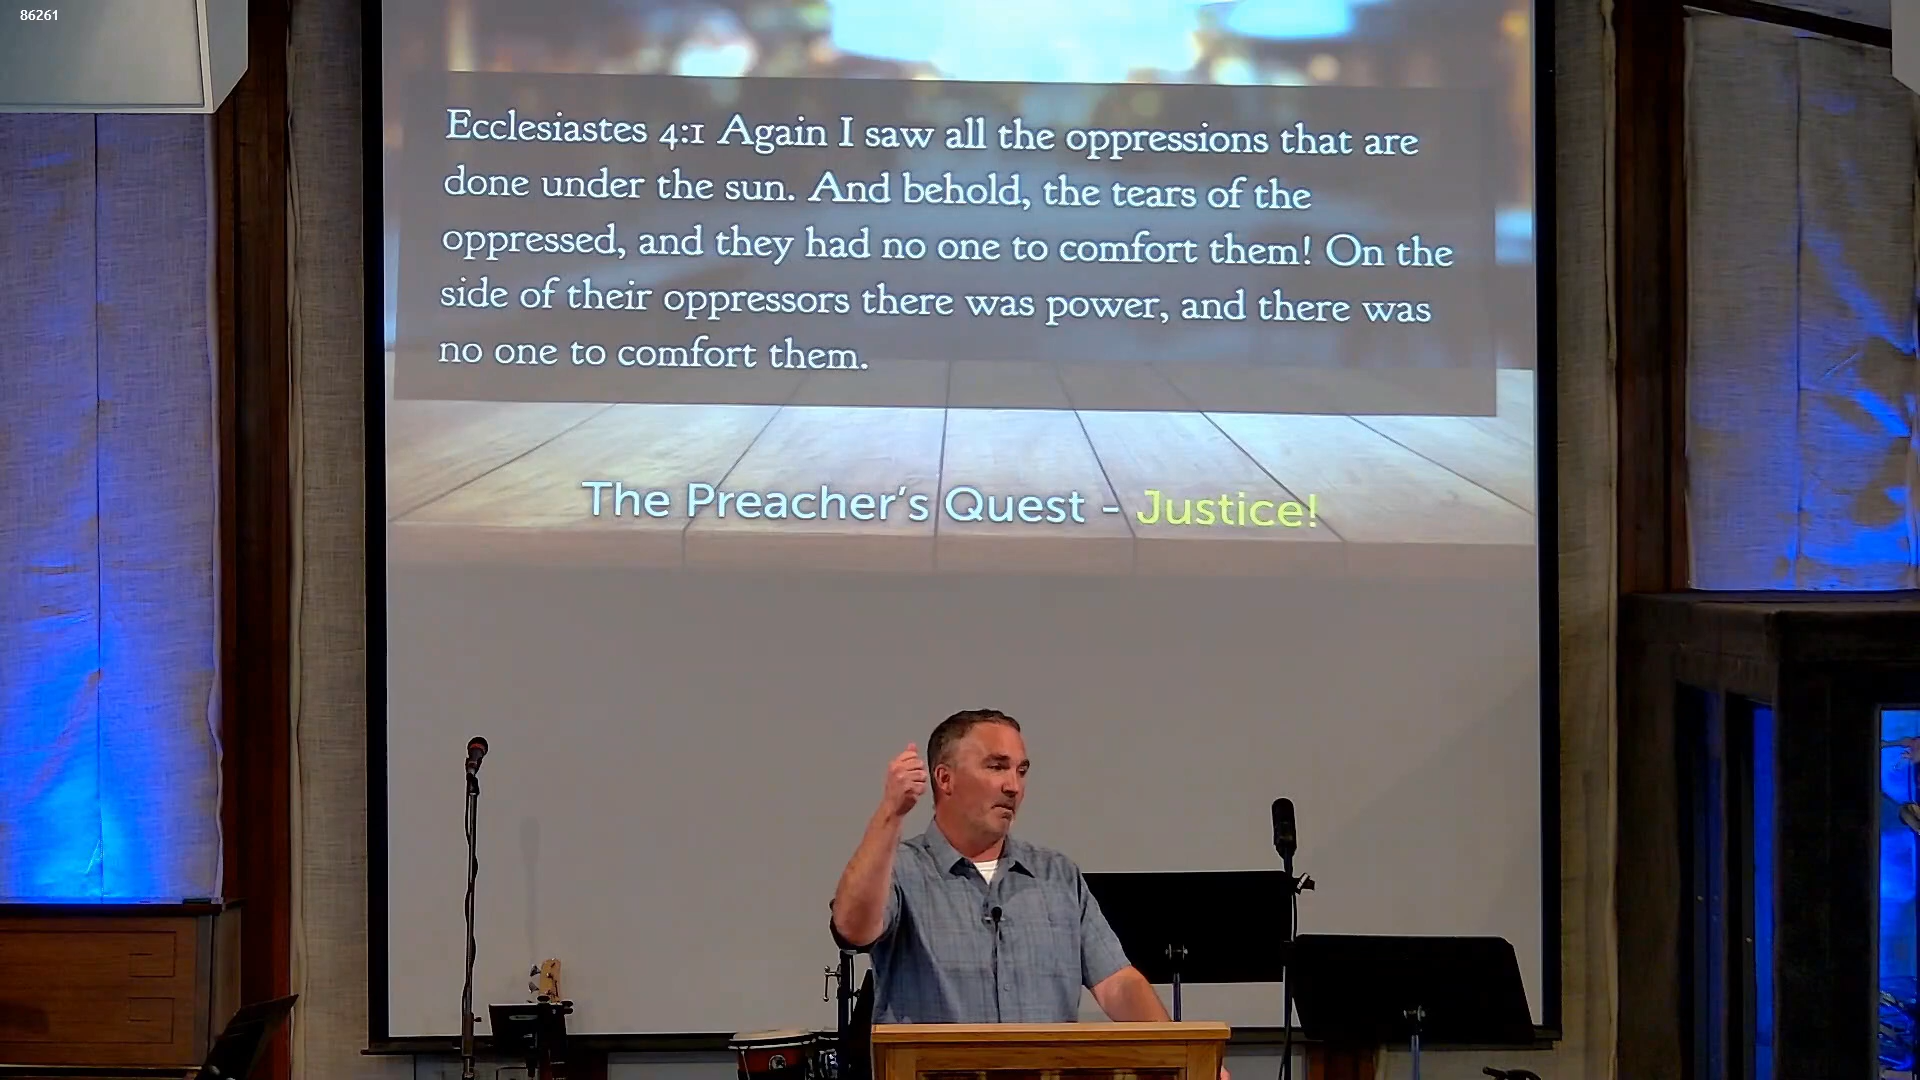 86261
Ecclesiastes 4:1 Again I saw all the oppressions that are
done under the sun. And behold, the tears of the
oppressed, and they had no one to comfort them! On the
side of their oppressors there was power, and there was
no one to comfort them.
The Preacher's Quest - Justice!